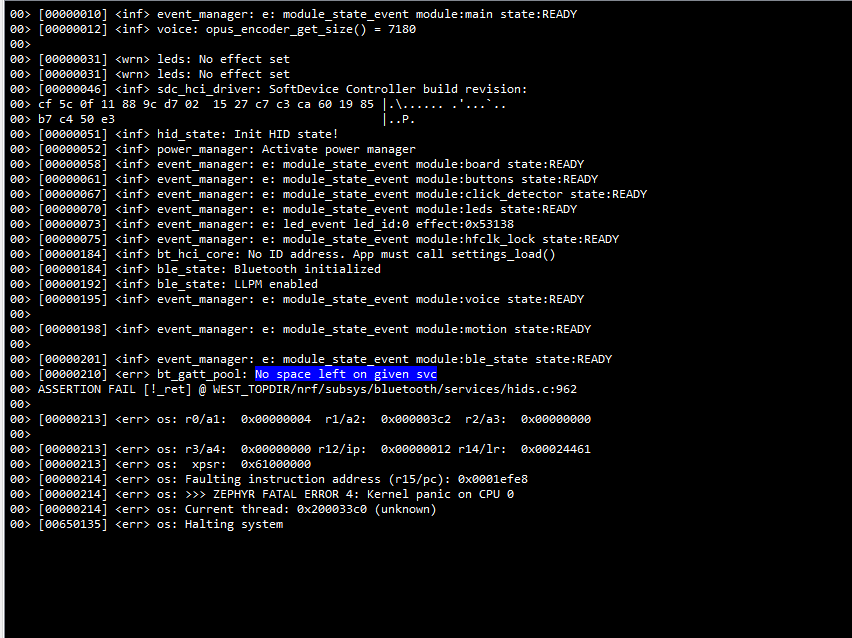 00> [00000010] <inf> event_manager: e: module_state_event module:main state:READY
00> [00000012] <inf> voice: opus_encoder_get_size() = 7180
00>
00> [00000031] <wrn> leds: No effect set
00> [00000031] <wrn> leds: No effect set
00> [00000046] <inf> sdc_hci_driver: SoftDevice Controller build revision:
00> cf 5c 0f 11 88 9c d7 02  15 27 c7 c3 ca 60 19 85 |.\...... .'...`..
00> b7 c4 50 e3                                      |..P.
00> [00000051] <inf> hid_state: Init HID state!
00> [00000052] <inf> power_manager: Activate power manager
00> [00000058] <inf> event_manager: e: module_state_event module:board state:READY
00> [00000061] <inf> event_manager: e: module_state_event module:buttons state:READY
00> [00000067] <inf> event_manager: e: module_state_event module:click_detector state:READY
00> [00000070] <inf> event_manager: e: module_state_event module:leds state:READY
00> [00000073] <inf> event_manager: e: led_event led_id:0 effect:0x53138
00> [00000075] <inf> event_manager: e: module_state_event module:hfclk_lock state:READY
00> [00000184] <inf> bt_hci_core: No ID address. App must call settings_load()
00> [00000184] <inf> ble_state: Bluetooth initialized
00> [00000192] <inf> ble_state: LLPM enabled
00> [00000195] <inf> event_manager: e: module_state_event module:voice state:READY
00>
00> [00000198] <inf> event_manager: e: module_state_event module:motion state:READY
00>
00> [00000201] <inf> event_manager: e: module_state_event module:ble_state state:READY
00> [00000210] <err> bt_gatt_pool: No space left on given svc
00> ASSERTION FAIL [!_ret] @ WEST_TOPDIR/nrf/subsys/bluetooth/services/hids.c:962
00>
00> [00000213] <err> os: r0/a1:  0x00000004  r1/a2:  0x000003c2  r2/a3:  0x00000000
00>
00> [00000213] <err> os: r3/a4:  0x00000000 r12/ip:  0x00000012 r14/lr:  0x00024461
00> [00000213] <err> os:  xpsr:  0x61000000
00> [00000214] <err> os: Faulting instruction address (r15/pc): 0x0001efe8
00> [00000214] <err> os: >>> ZEPHYR FATAL ERROR 4: Kernel panic on CPU 0
00> [00000214] <err> os: Current thread: 0x200033c0 (unknown)
00> [00650135] <err> os: Halting system